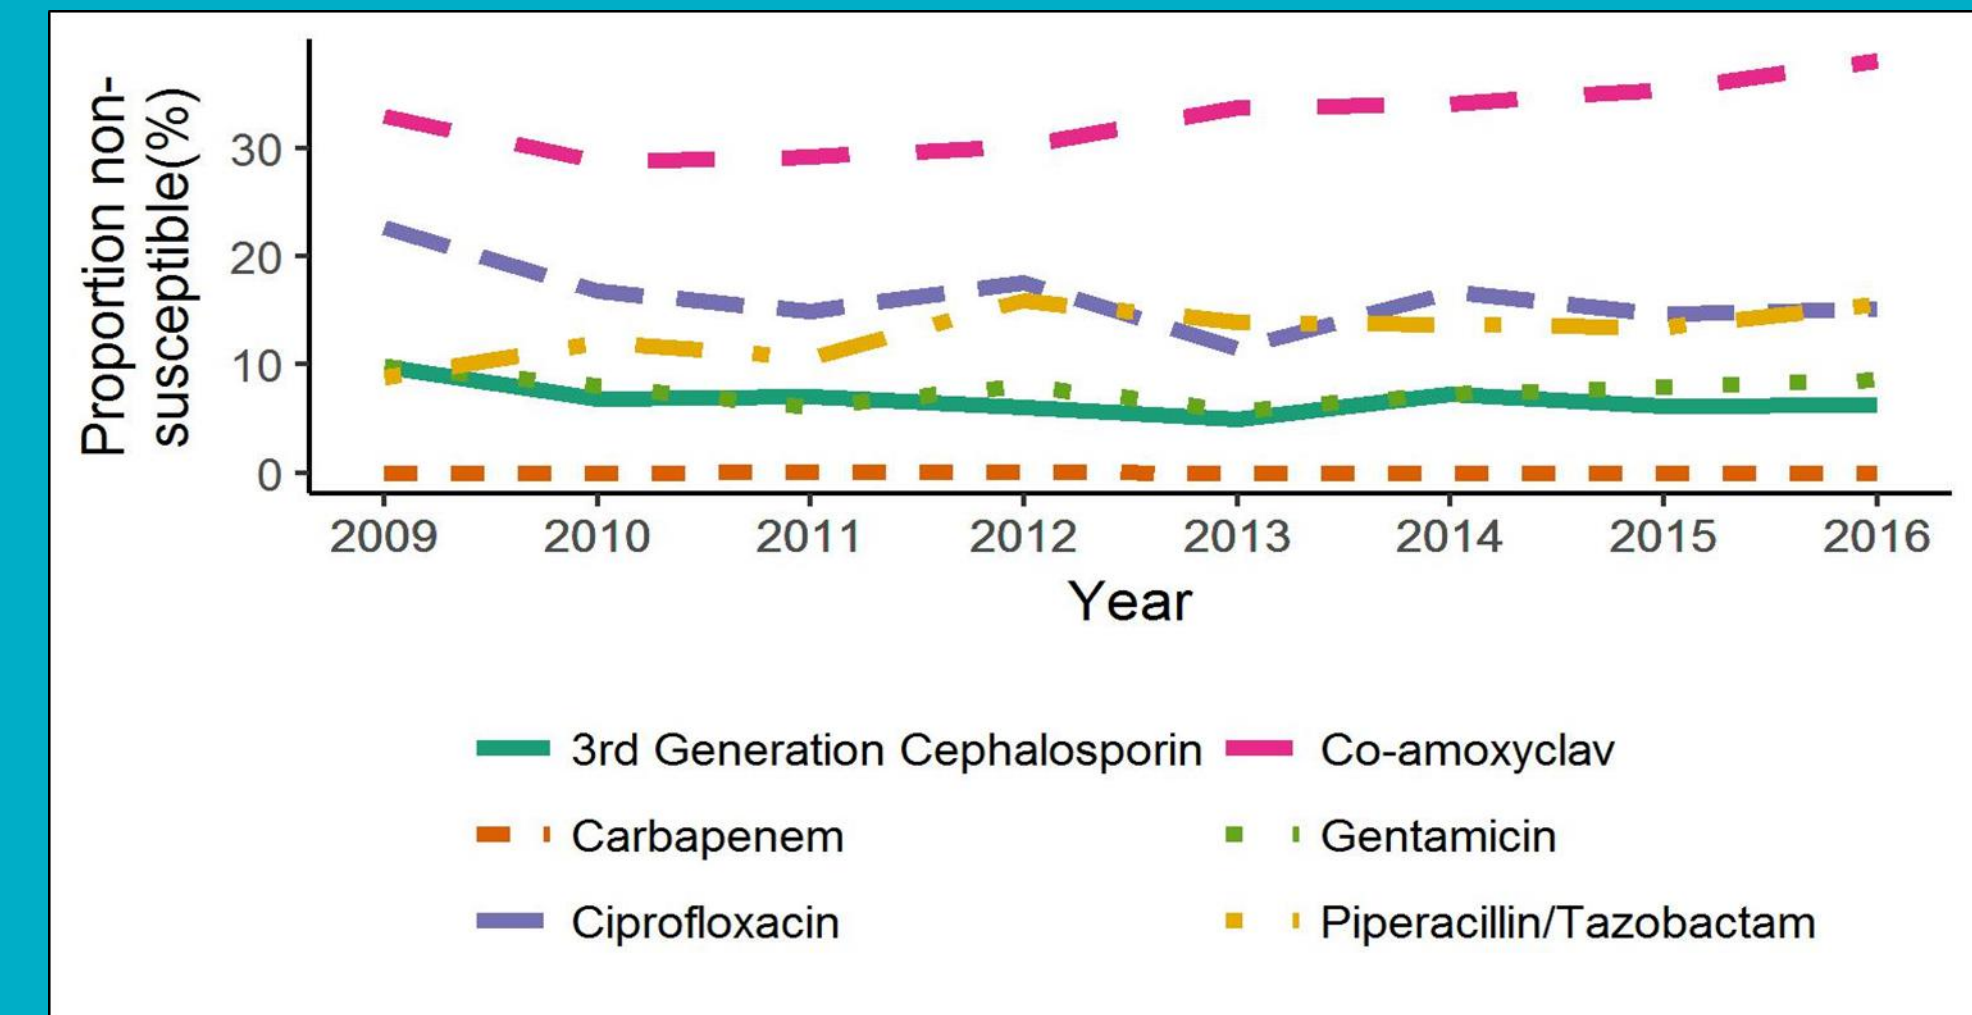 Proportion non-
susceptible(%)
30
20
10
0
2009 2010 2011 2012 2013 2014 2015 2016
Year
3rd Generation Cephalosporin Co-amoxyclav
Carbapenem Gentamicin
Ciprofloxacin Piperacillin/Tazobactam